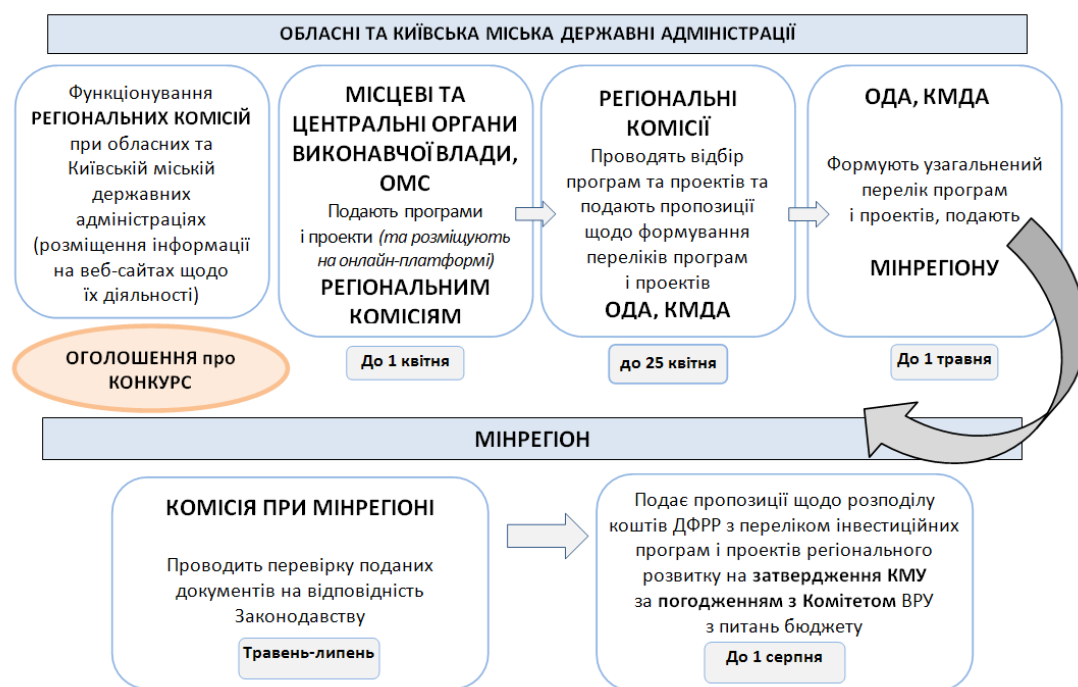 ОБЛАСНІ ТА КИЇВСЬКА МІСЬКА ДЕРЖАВНІ АДМІНІСТРАЦІЇ
Функціонування
РЕГІОНАЛЬНИХ КОМІСІЙ
при обласних та
Київській міській
державних
адміністраціях
(розміщення інформації
на веб-сайтах щодо
їх діяльності)
ОГОЛОШЕННЯ про
КОНКУРС
МІСЦЕВІ ТА
ЦЕНТРАЛЬНІ ОРГАНИ
ВИКОНАВЧОЇ ВЛАДИ,
ОМС
Подають програми
і проекти (та розміщують
на онлайн-платформі)
РЕГІОНАЛЬНИМ
КОМІСІЯМ
До 1 квітня
РЕГІОНАЛЬНІ
КОМІСІЇ
Проводять відбір
програм та проектів та
подають пропозиції
щодо формування
переліків програм
і проектів
ОДА, КМДА
до 25 квітня
ОДА, КМДА
Формують узагальнений
перелік програм
і проектів, подають
МІНРЕГІОНУ
До 1 травня
МІНРЕГІОН
КОМІСІЯ ПРИ МІНРЕГІОНІ
Проводить перевірку поданих
документів на відповідність
Законодавству
Травень-липень
Подає пропозиції щодо розподілу
коштів ДФРР з переліком інвестиційних
програм і проектів регіонального
розвитку на затвердження КМУ
за погодженням з Комітетом ВРУ
з питань бюджету
До 1 серпня